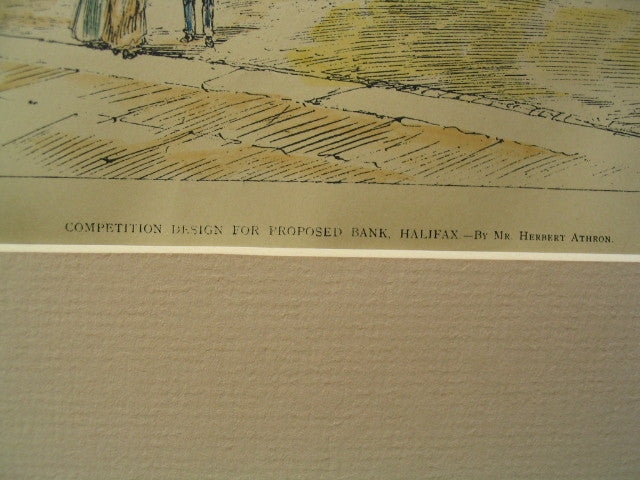 COMPETITION DESIGN FOR PROPOSED BANK, HALIFAX.—BY MR. HERBERT ATHRON.